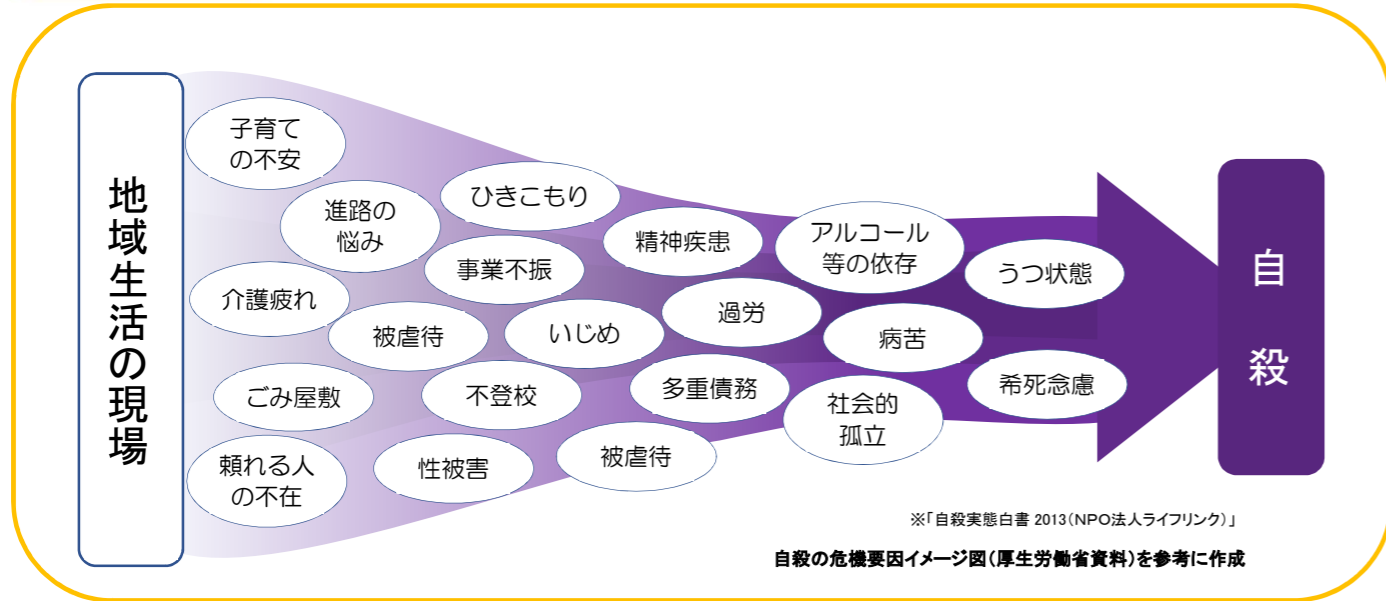 地域生活の現場
子育て
の不安
進路の
悩み
ひきこもり
介護疲れ
事業不振
精神疾患
アルコール
等の依存
うつ状態
被虐待
いじめ
過労
病苦
ごみ屋敷
不登校
多重債務
社会的
孤立
希死念慮
頼れる人
の不在
性被害
被虐待
自殺
※「自殺実態白書 2013(NPO法人ライフリンク)」
自殺の危機要因イメージ図(厚生労働省資料)を参考に作成